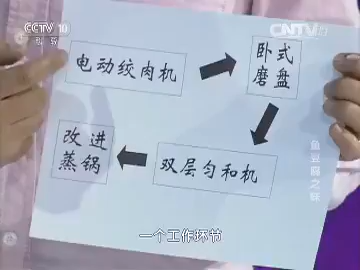 CCTV 10
科教
CNTV
电动绞肉机
卧式
磨盘
双层匀和机
改进
蒸锅
鱼豆腐之味
一个工作环节